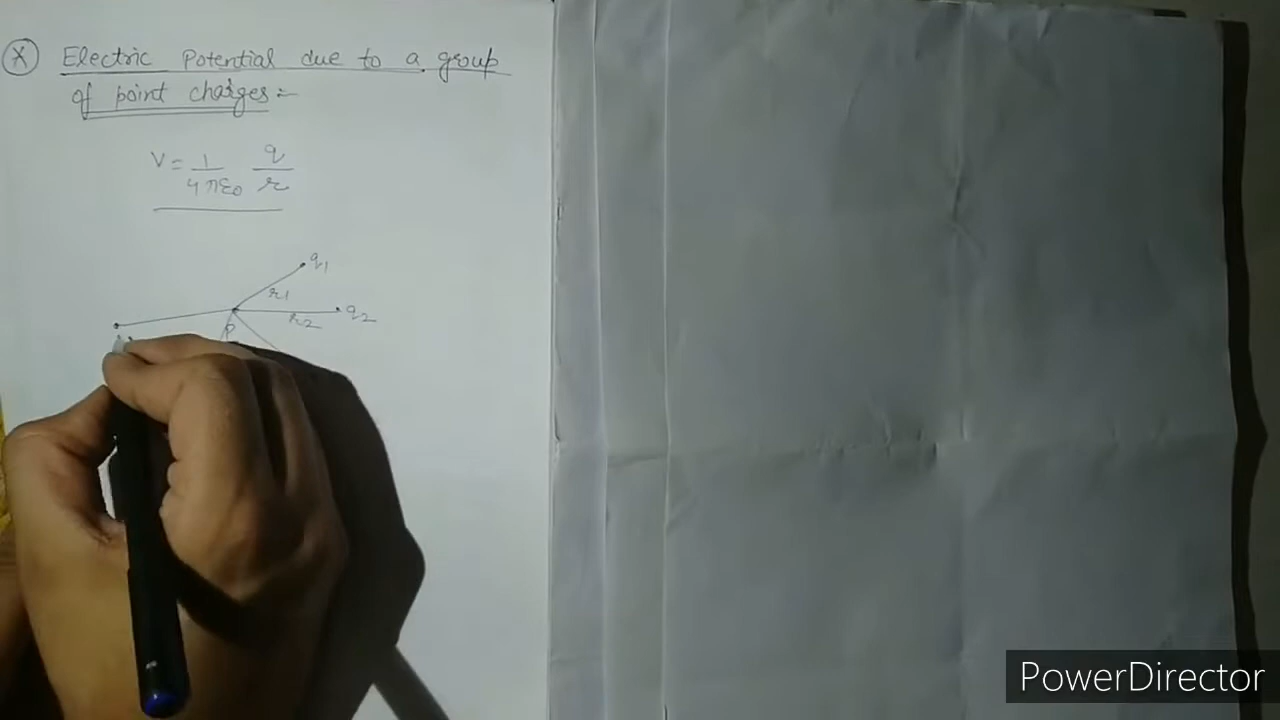 (X) Electric Potential due to a group
of point charges :-
V = 1/4πε0 q/r
q1
r1
r2 q2
P
PowerDirector